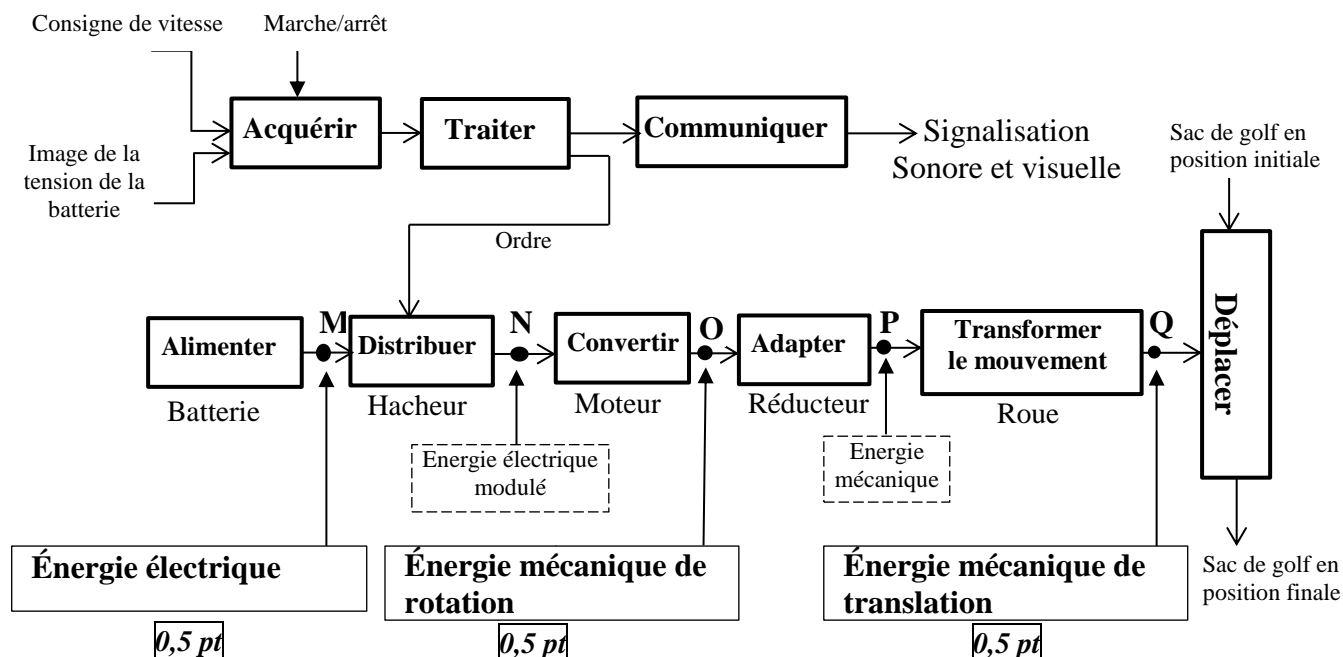 Consigne de vitesse
Marche/arrêt
Acquérir
Traiter
Communiquer
Signalisation
Sonore et visuelle
Image de la
tension de la
batterie
Sac de golf en
position initiale
Ordre
Alimenter
M
Distribuer
N
Convertir
O
Adapter
P
Transformer
le mouvement
Q
Déplacer
Batterie
Hacheur
Moteur
Réducteur
Roue
Energie électrique
modulé
Energie
mécanique
Énergie électrique
Énergie mécanique de
rotation
Énergie mécanique de
translation
Sac de golf en
position finale
0,5 pt
0,5 pt
0,5 pt